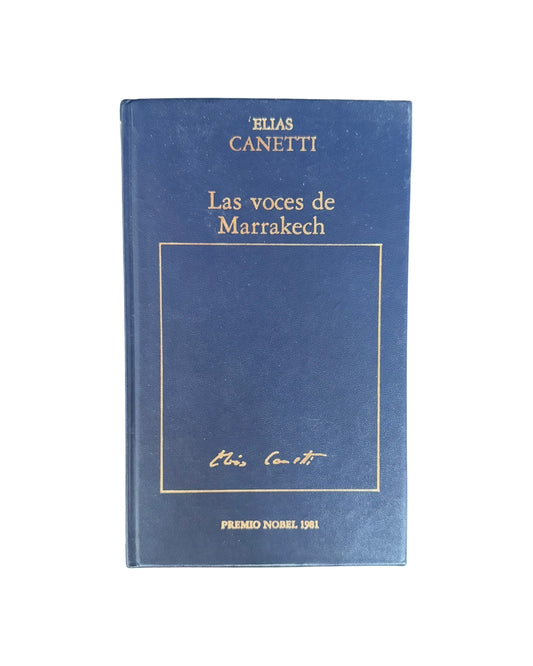 ELIAS
CANETTI
Las voces de
Marrakech
Elias Canetti
PREMIO NOBEL 1981